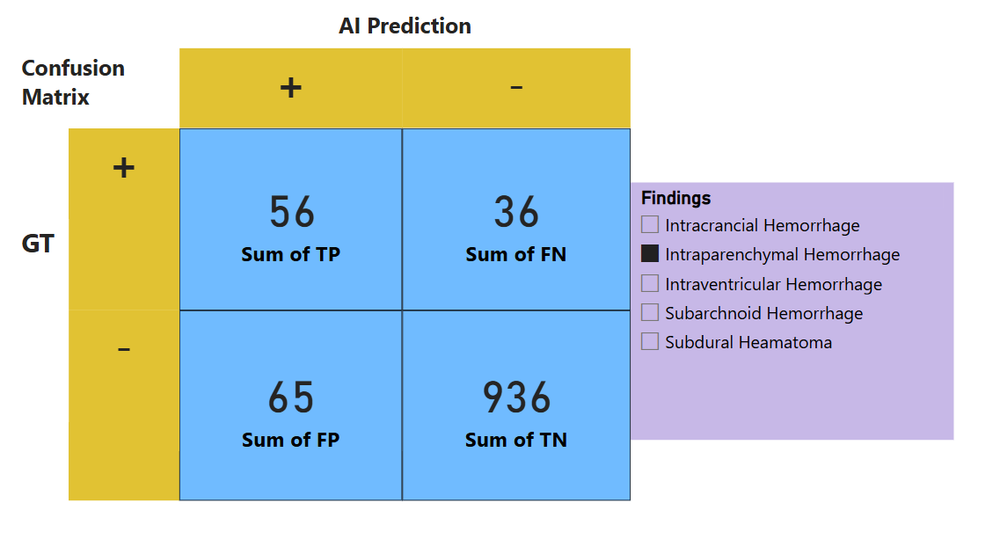 AI Prediction
Confusion
Matrix
+
-
+
56
36
Findings
Intracrancial Hemorrhage
GT
Sum of TP
Sum of FN
Intraparenchymal Hemorrhage
Intraventricular Hemorrhage
Subarchnoid Hemorrhage
-
Subdural Heamatoma
65
936
Sum of FP
Sum of TN